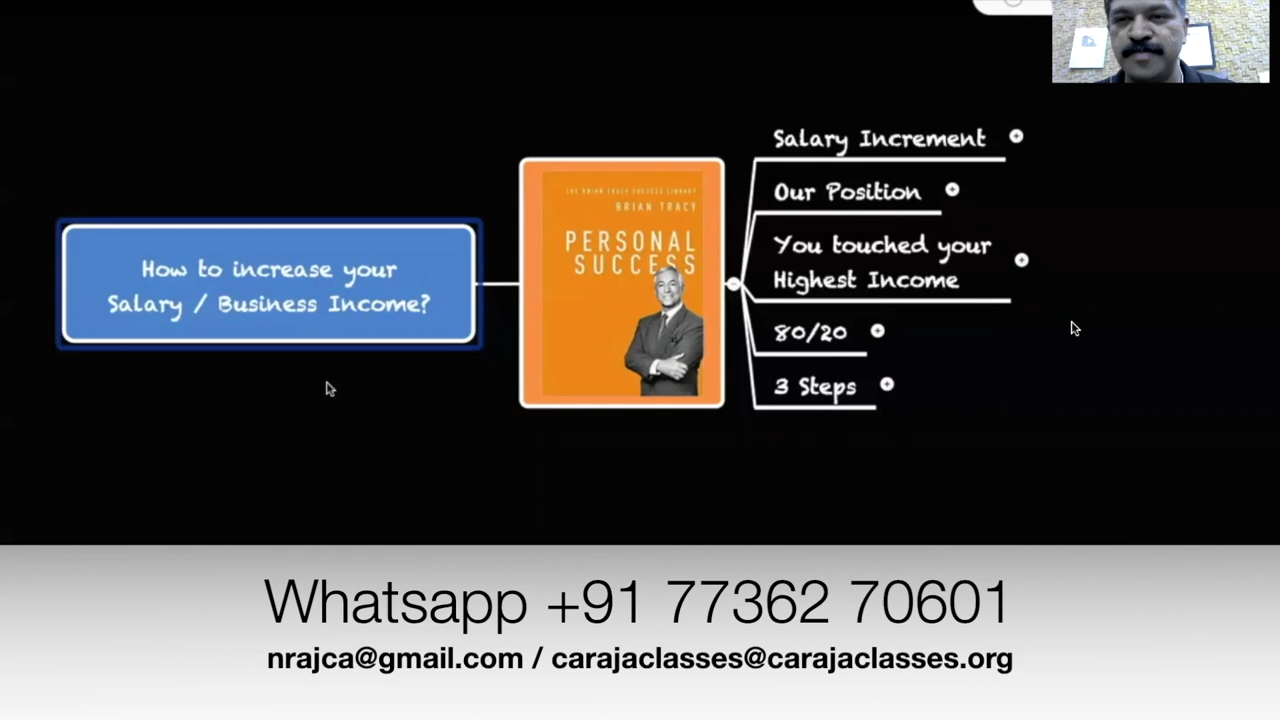 How to increase your
Salary / Business Income?
THE BRIAN TRACY SUCCESS LIBRARY
BRIAN TRACY
PERSONAL
SUCCESS
Salary Increment
Our Position
You touched your
Highest Income
80/20
3 Steps
Whatsapp +91 77362 70601
nrajca@gmail.com / carajaclasses@carajaclasses.org